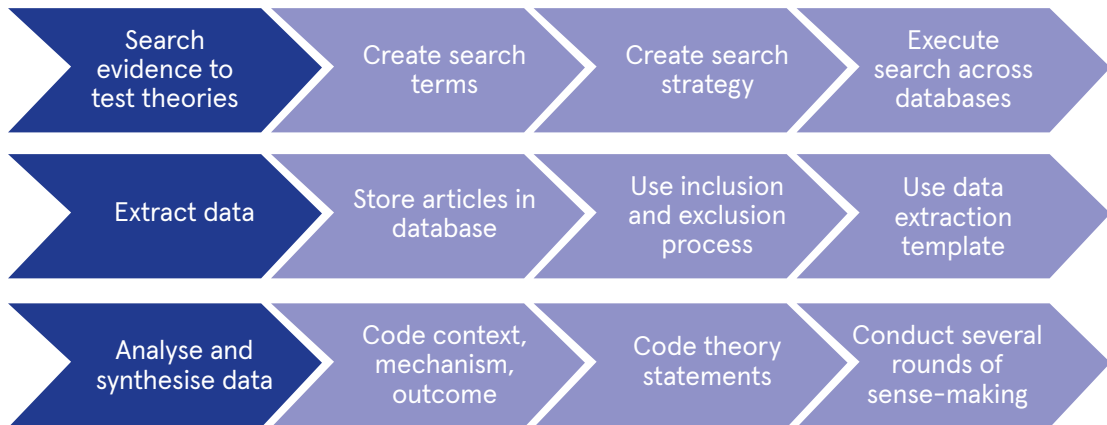 Search
evidence to
test theories
Create search
terms
Create search
strategy
Execute
search across
databases
Extract data
Store articles in
database
Use inclusion
and exclusion
process
Use data
extraction
template
Analyse and
synthesise data
Code context,
mechanism,
outcome
Code theory
statements
Conduct several
rounds of
sense-making